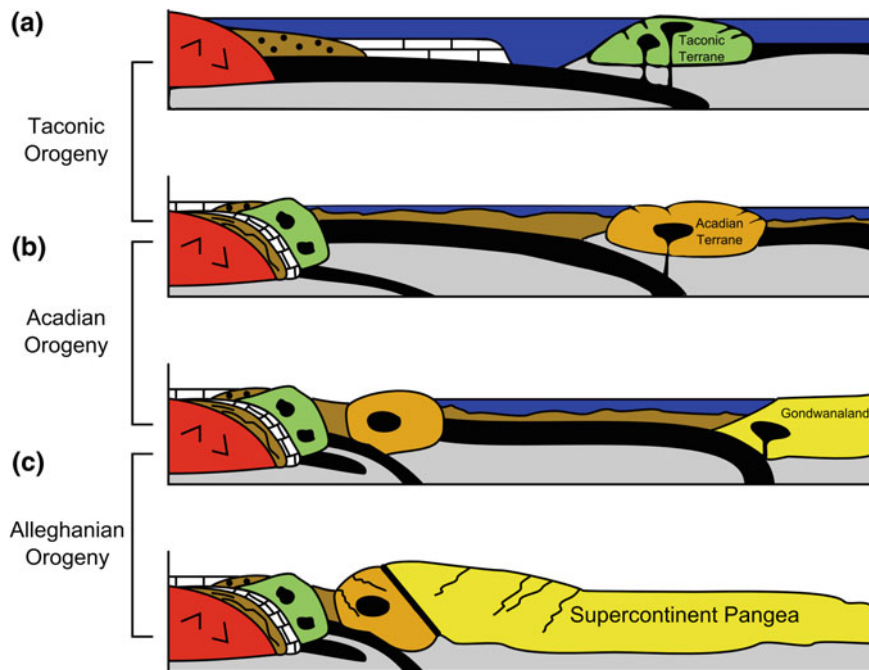 (a)
Taconic
Terrane
Taconic
Orogeny
(b)
Acadian
Terrane
Acadian
Orogeny
Gondwanaland
(c)
Alleghanian
Orogeny
Supercontinent Pangea